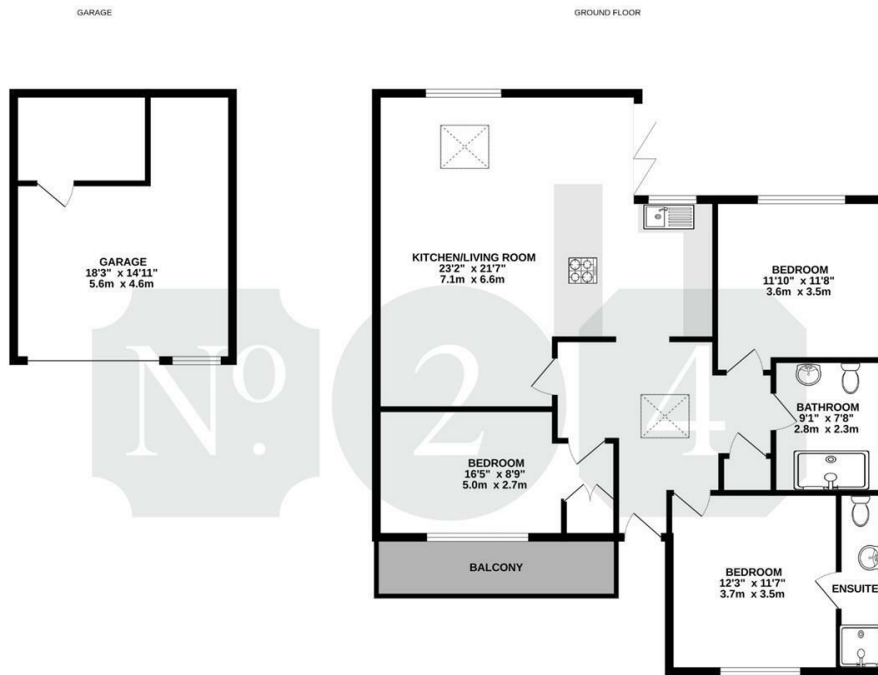 GARAGE
GROUND FLOOR
GARAGE
18'3" x 14'11"
5.6m x 4.6m
KITCHEN/LIVING ROOM
23'2" x 21'7"
7.1m x 6.6m
BEDROOM
11'10" x 11'8"
3.6m x 3.5m
BATHROOM
9'1" x 7'8"
2.8m x 2.3m
BEDROOM
16'5" x 8'9"
5.0m x 2.7m
BALCONY
BEDROOM
12'3" x 11'7"
3.7m x 3.5m
ENSUITE
No. 2 4